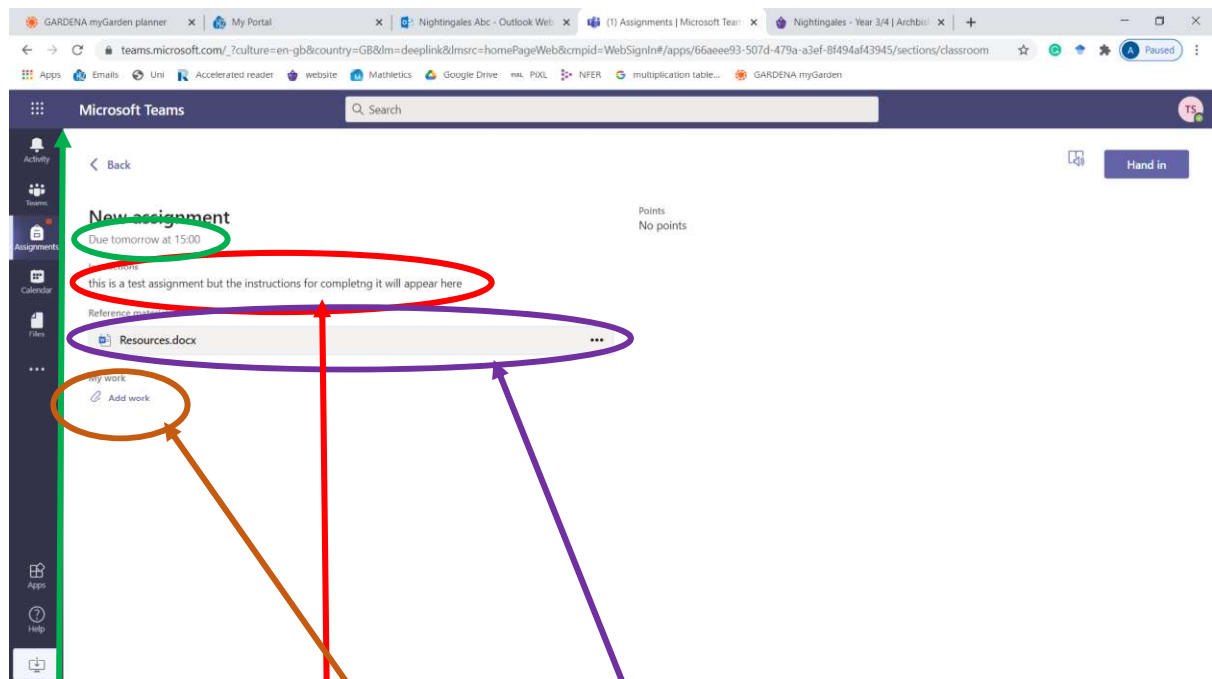 GARDENA myGarden planner
My Portal
Nightingales Abc - Outlook Web
(1) Assignments | Microsoft Team
Nightingales - Year 3/4 | Archbis
teams.microsoft.com/_?culture=en-gb&country=GB&lm=deeplink&lmsrc=homePageWeb&cmpid=WebSignIn#/apps/66aeee93-507d-479a-a3ef-8f494af43945/sections/classroom
A Paused
Apps Emails Uni Accelerated reader website Mathletics Google Drive PIXL PIXL NFER multiplication table... GARDENA myGarden
Microsoft Teams
Search
TS
Activity
Back
Hand in
Teams
New assignment
Points
No points
Assignments
Due tomorrow at 15:00
Instructions
this is a test assignment but the instructions for completng it will appear here
Calendar
Reference materials
Files
W Resources.docx
My work
Add work
Apps
Help